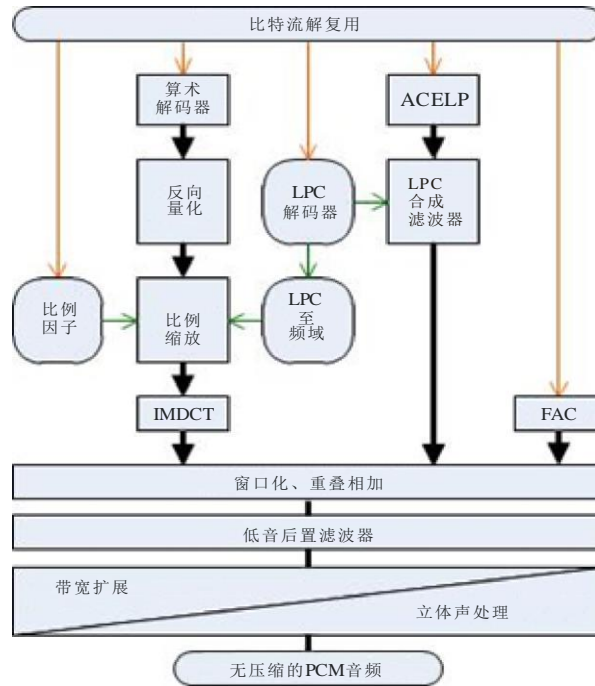 比特流解复用
算术
解码器
ACELP
反向
量化
LPC
解码器
LPC
合成
滤波器
比例
因子
比例
缩放
LPC
至
频域
IMDCT
FAC
窗口化、重叠相加
低音后置滤波器
带宽扩展
立体声处理
无压缩的PCM音频